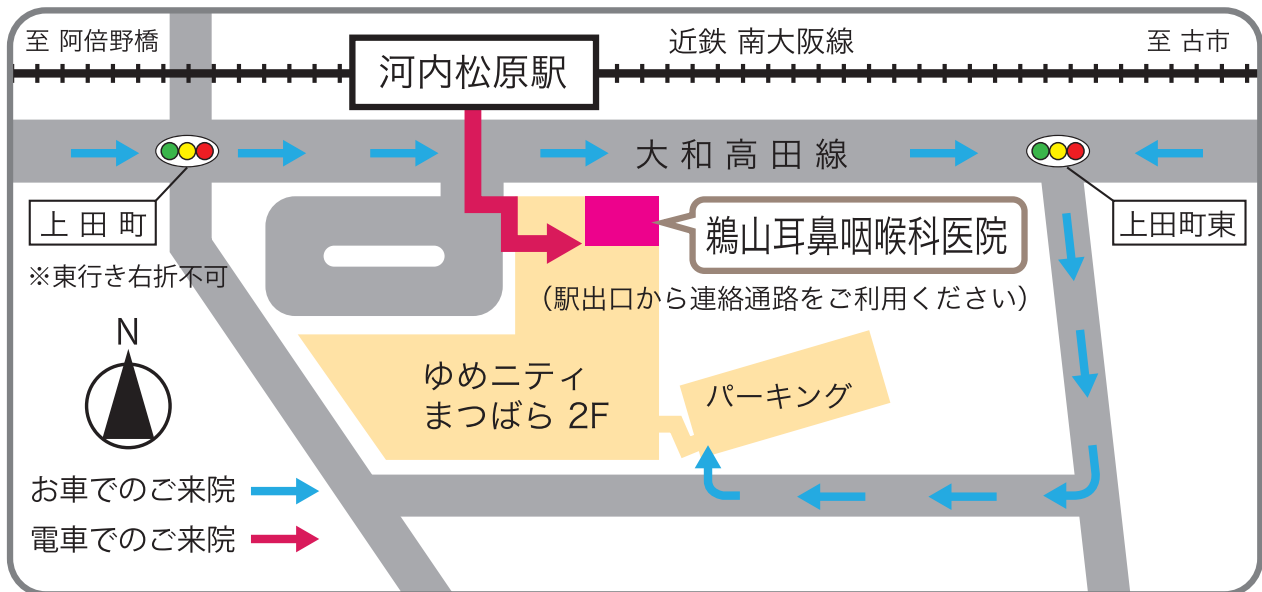 至 阿倍野橋
近鉄 南大阪線
至 古市
河内松原駅
大和高田線
上田町
※東行き右折不可
上田町東
鵜山耳鼻咽喉科医院
（駅出口から連絡通路をご利用ください）
N
ゆめニティ
まつばら 2F
パーキング
お車でのご来院
電車でのご来院